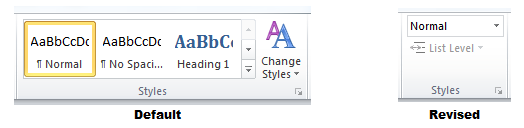 AaBbCcDc AaBbCcDc AaBbC
¶ Normal ¶ No Spaci... Heading 1
Change
Styles
Styles
Default
Normal
List Level
Styles
Revised